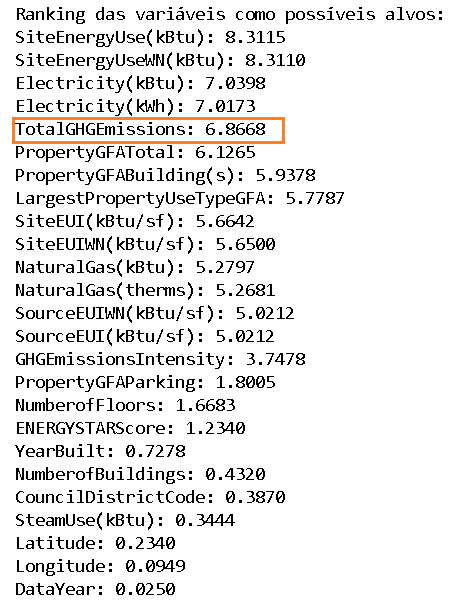 Ranking das variáveis como possíveis alvos:
SiteEnergyUse(kBtu): 8.3115
SiteEnergyUseWN(kBtu): 8.3110
Electricity(kBtu): 7.0398
Electricity(kWh): 7.0173
TotalGHGEmissions: 6.8668
PropertyGFATotal: 6.1265
PropertyGFABuilding(s): 5.9378
LargestPropertyUseTypeGFA: 5.7787
SiteEUI(kBtu/sf): 5.6642
SiteEUIWN(kBtu/sf): 5.6500
NaturalGas(kBtu): 5.2797
NaturalGas(therms): 5.2681
SourceEUIWN(kBtu/sf): 5.0212
SourceEUI(kBtu/sf): 5.0212
GHGEmissionsIntensity: 3.7478
PropertyGFAParking: 1.8005
NumberofFloors: 1.6683
ENERGYSTARScore: 1.2340
YearBuilt: 0.7278
NumberofBuildings: 0.4320
CouncilDistrictCode: 0.3870
SteamUse(kBtu): 0.3444
Latitude: 0.2340
Longitude: 0.0949
DataYear: 0.0250